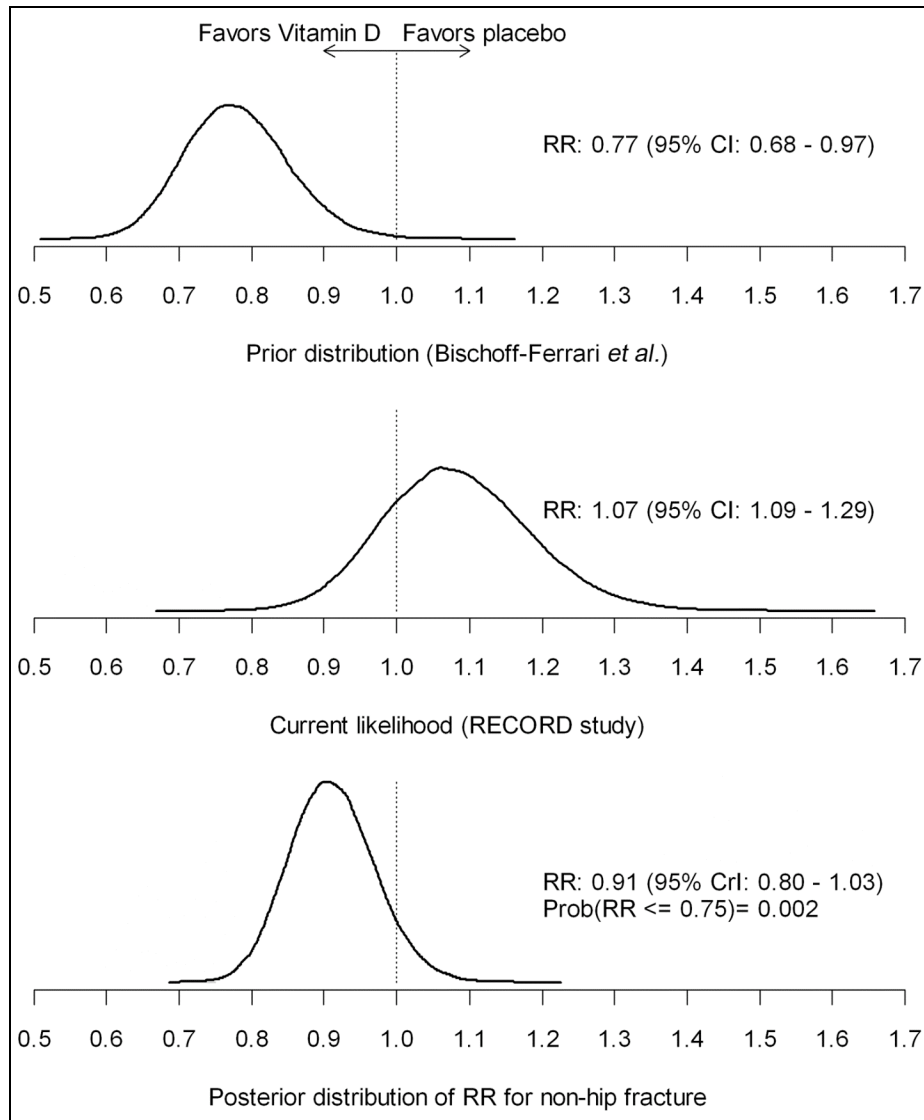 Favors Vitamin D Favors placebo
RR: 0.77 (95% CI: 0.68 - 0.97)
0.5 0.6 0.7 0.8 0.9 1.0 1.1 1.2 1.3 1.4 1.5 1.6 1.7
Prior distribution (Bischoff-Ferrari et al.)
RR: 1.07 (95% CI: 1.09 - 1.29)
0.5 0.6 0.7 0.8 0.9 1.0 1.1 1.2 1.3 1.4 1.5 1.6 1.7
Current likelihood (RECORD study)
RR: 0.91 (95% CrI: 0.80 - 1.03)
Prob(RR <= 0.75)= 0.002
0.5 0.6 0.7 0.8 0.9 1.0 1.1 1.2 1.3 1.4 1.5 1.6 1.7
Posterior distribution of RR for non-hip fracture